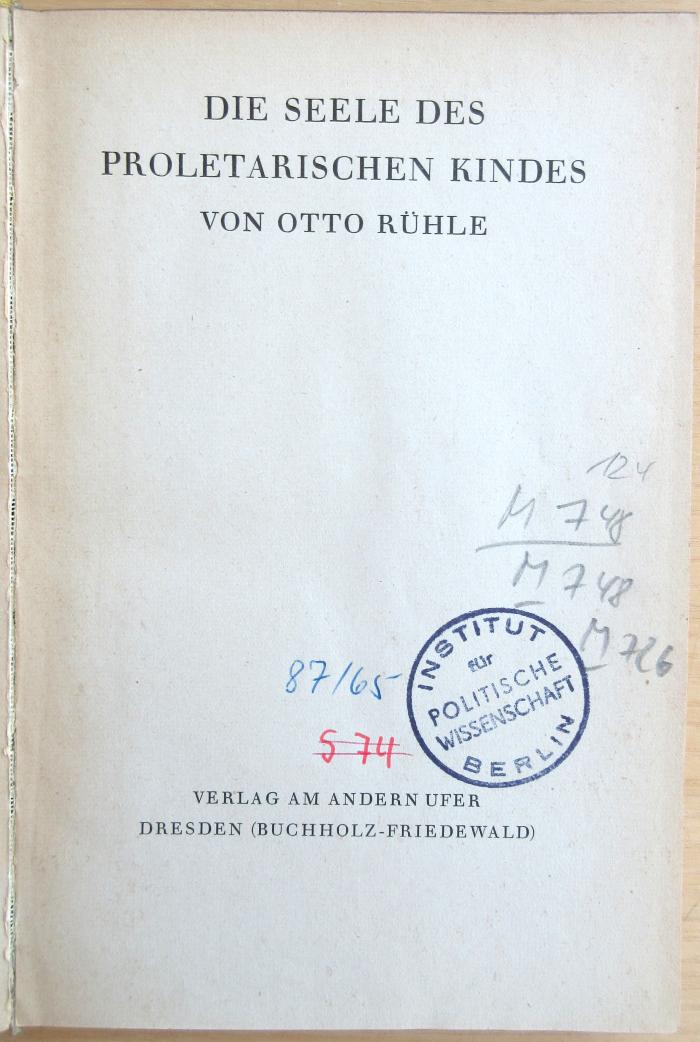 DIE SEELE DES
PROLETARISCHEN KINDES
VON OTTO RÜHLE
124
M 748
M 748
M 726
87/65
S 74
INSTITUT
für
POLITISCHE
WISSENSCHAFT
BERLIN
VERLAG AM ANDERN UFER
DRESDEN (BUCHHOLZ-FRIEDEWALD)